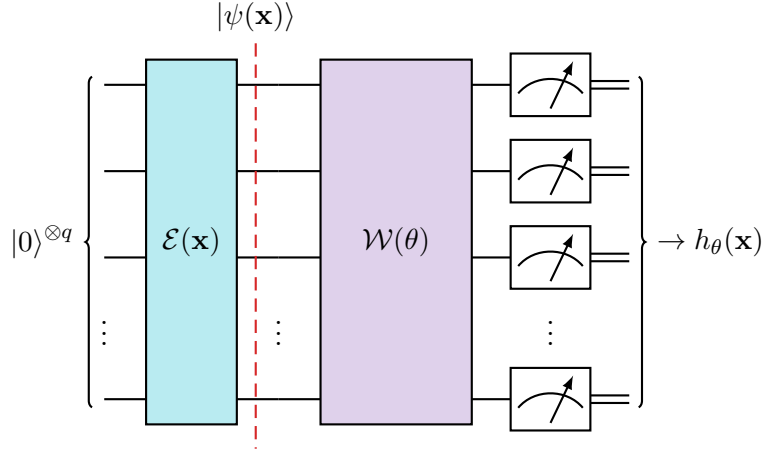 |ψ(𝐱)⟩
|0⟩^{⊗q}
ℰ(𝐱)
𝒲(θ)
→ h_θ(𝐱)
⋮ ⋮ ⋮